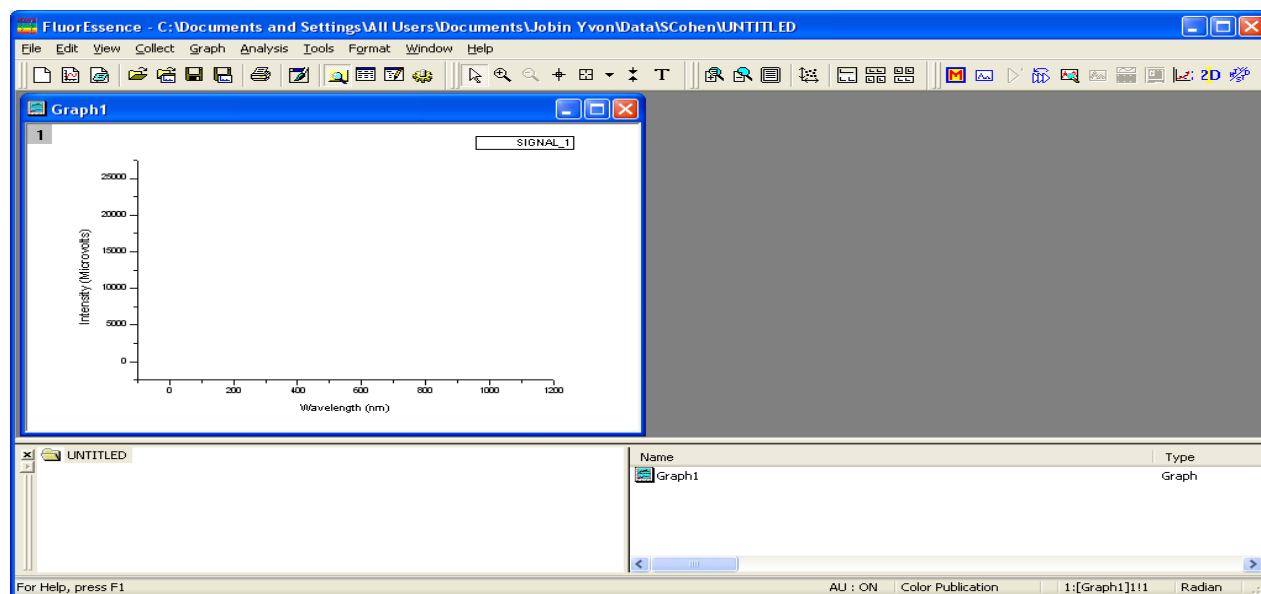 FluorEssence - C:\Documents and Settings\All Users\Documents\Jobin Yvon\Data\SCohen\UNTITLED
File Edit View Collect Graph Analysis Tools Format Window Help
T M 2D
Graph1
1
SIGNAL_1
25000
20000
15000
10000
5000
0
Intensity (Microvolts)
0 200 400 600 800 1000 1200
Wavelength (nm)
UNTITLED
Name Type
Graph1 Graph
For Help, press F1 AU : ON Color Publication 1:[Graph1]1!1 Radian